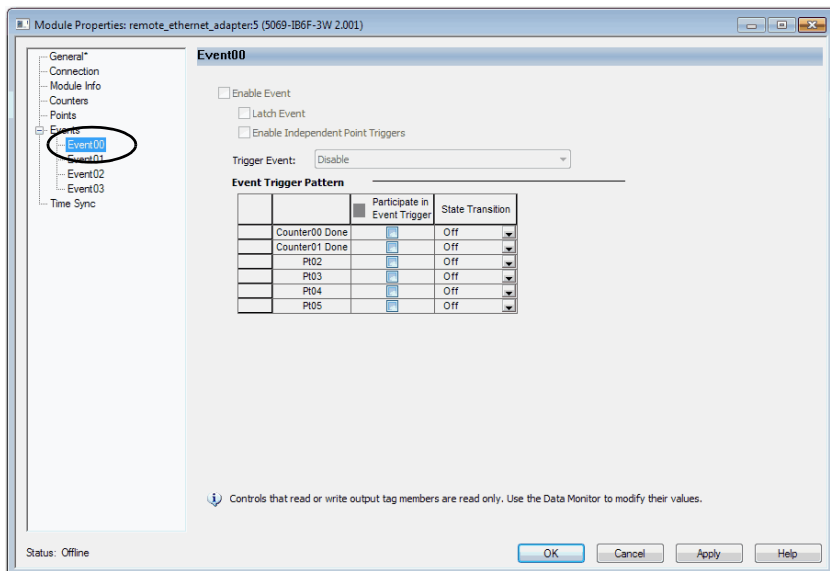 Module Properties: remote_ethernet_adapter:5 (5069-IB6F-3W 2.001)
General*
Connection
Module Info
Counters
Points
Events
Event00
Event01
Event02
Event03
Time Sync
Event00
Enable Event
Latch Event
Enable Independent Point Triggers
Trigger Event: Disable
Event Trigger Pattern
Participate in Event Trigger State Transition
Counter00 Done Off
Counter01 Done Off
Pt02 Off
Pt03 Off
Pt04 Off
Pt05 Off
Controls that read or write output tag members are read only. Use the Data Monitor to modify their values.
Status: Offline
OK Cancel Apply Help